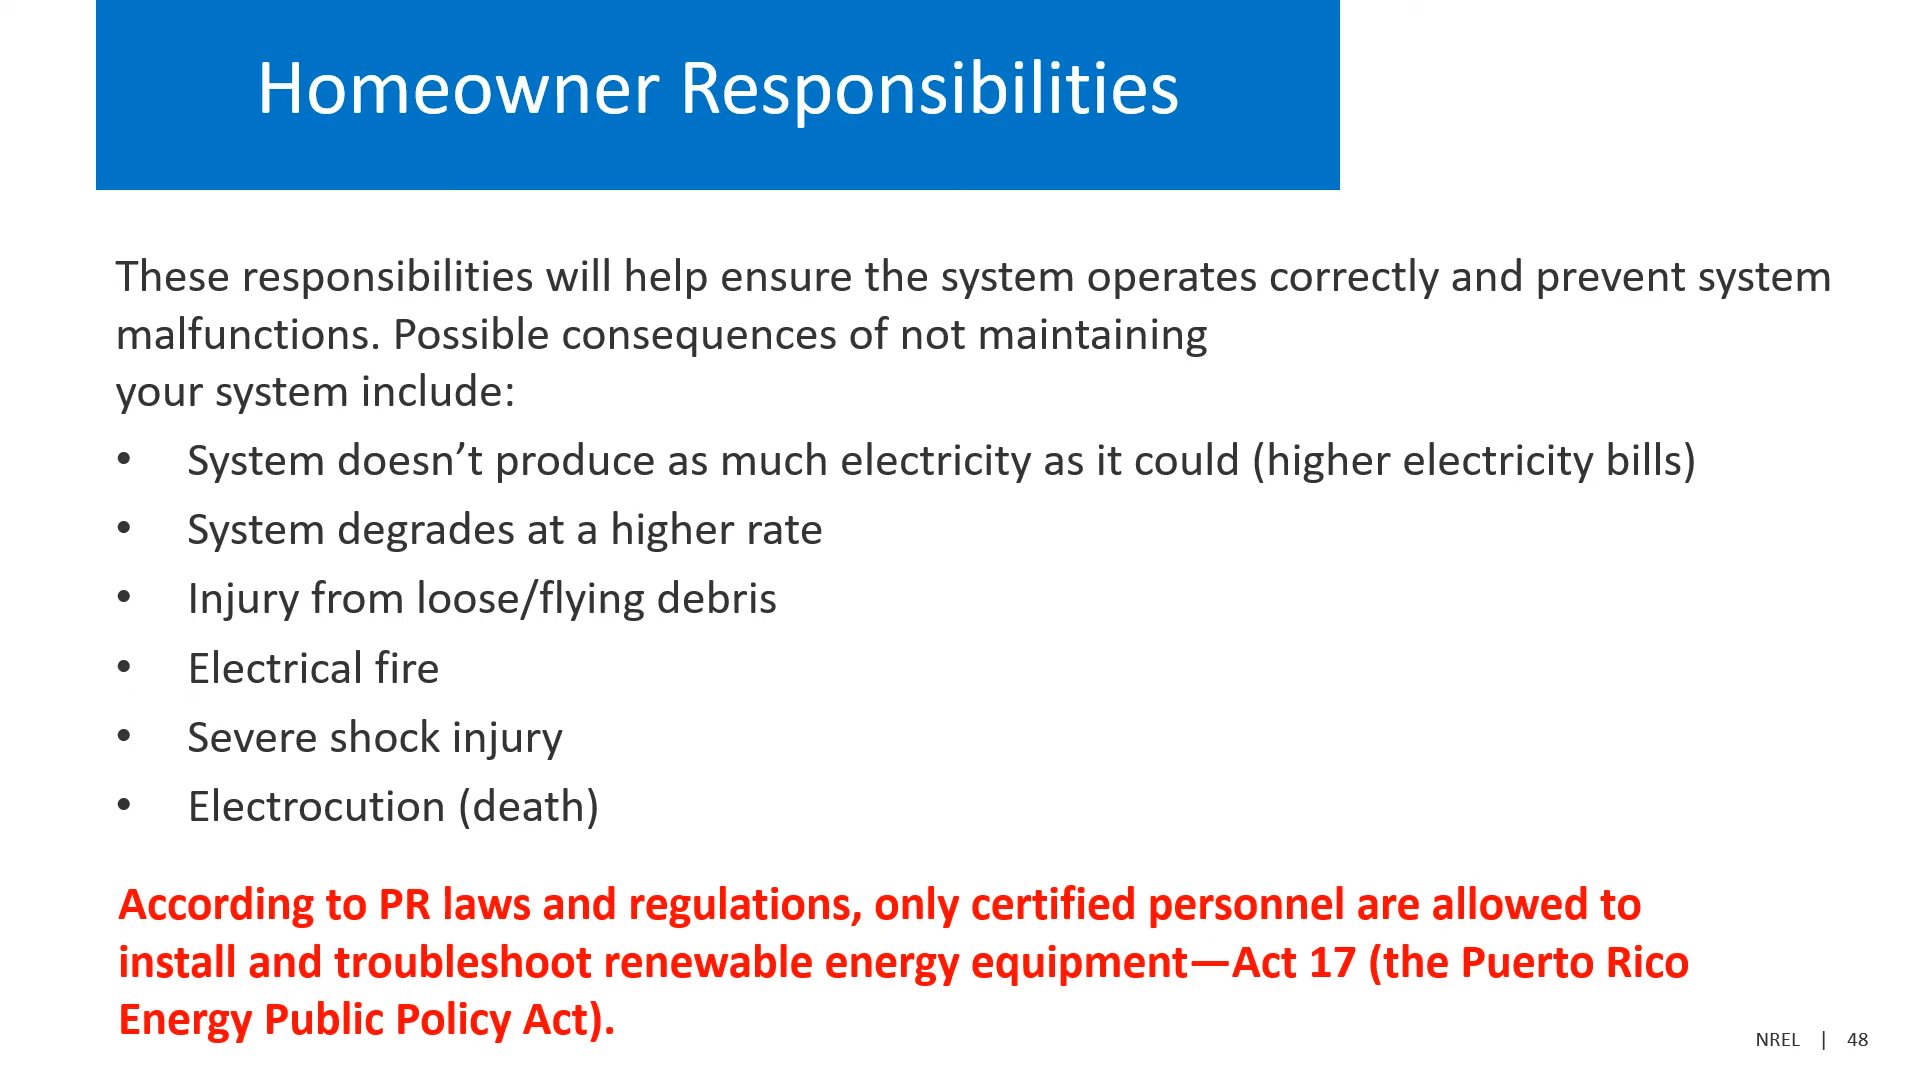 Homeowner Responsibilities
These responsibilities will help ensure the system operates correctly and prevent system
malfunctions. Possible consequences of not maintaining
your system include:
• System doesn’t produce as much electricity as it could (higher electricity bills)
• System degrades at a higher rate
• Injury from loose/flying debris
• Electrical fire
• Severe shock injury
• Electrocution (death)
According to PR laws and regulations, only certified personnel are allowed to
install and troubleshoot renewable energy equipment—Act 17 (the Puerto Rico
Energy Public Policy Act).
NREL | 48